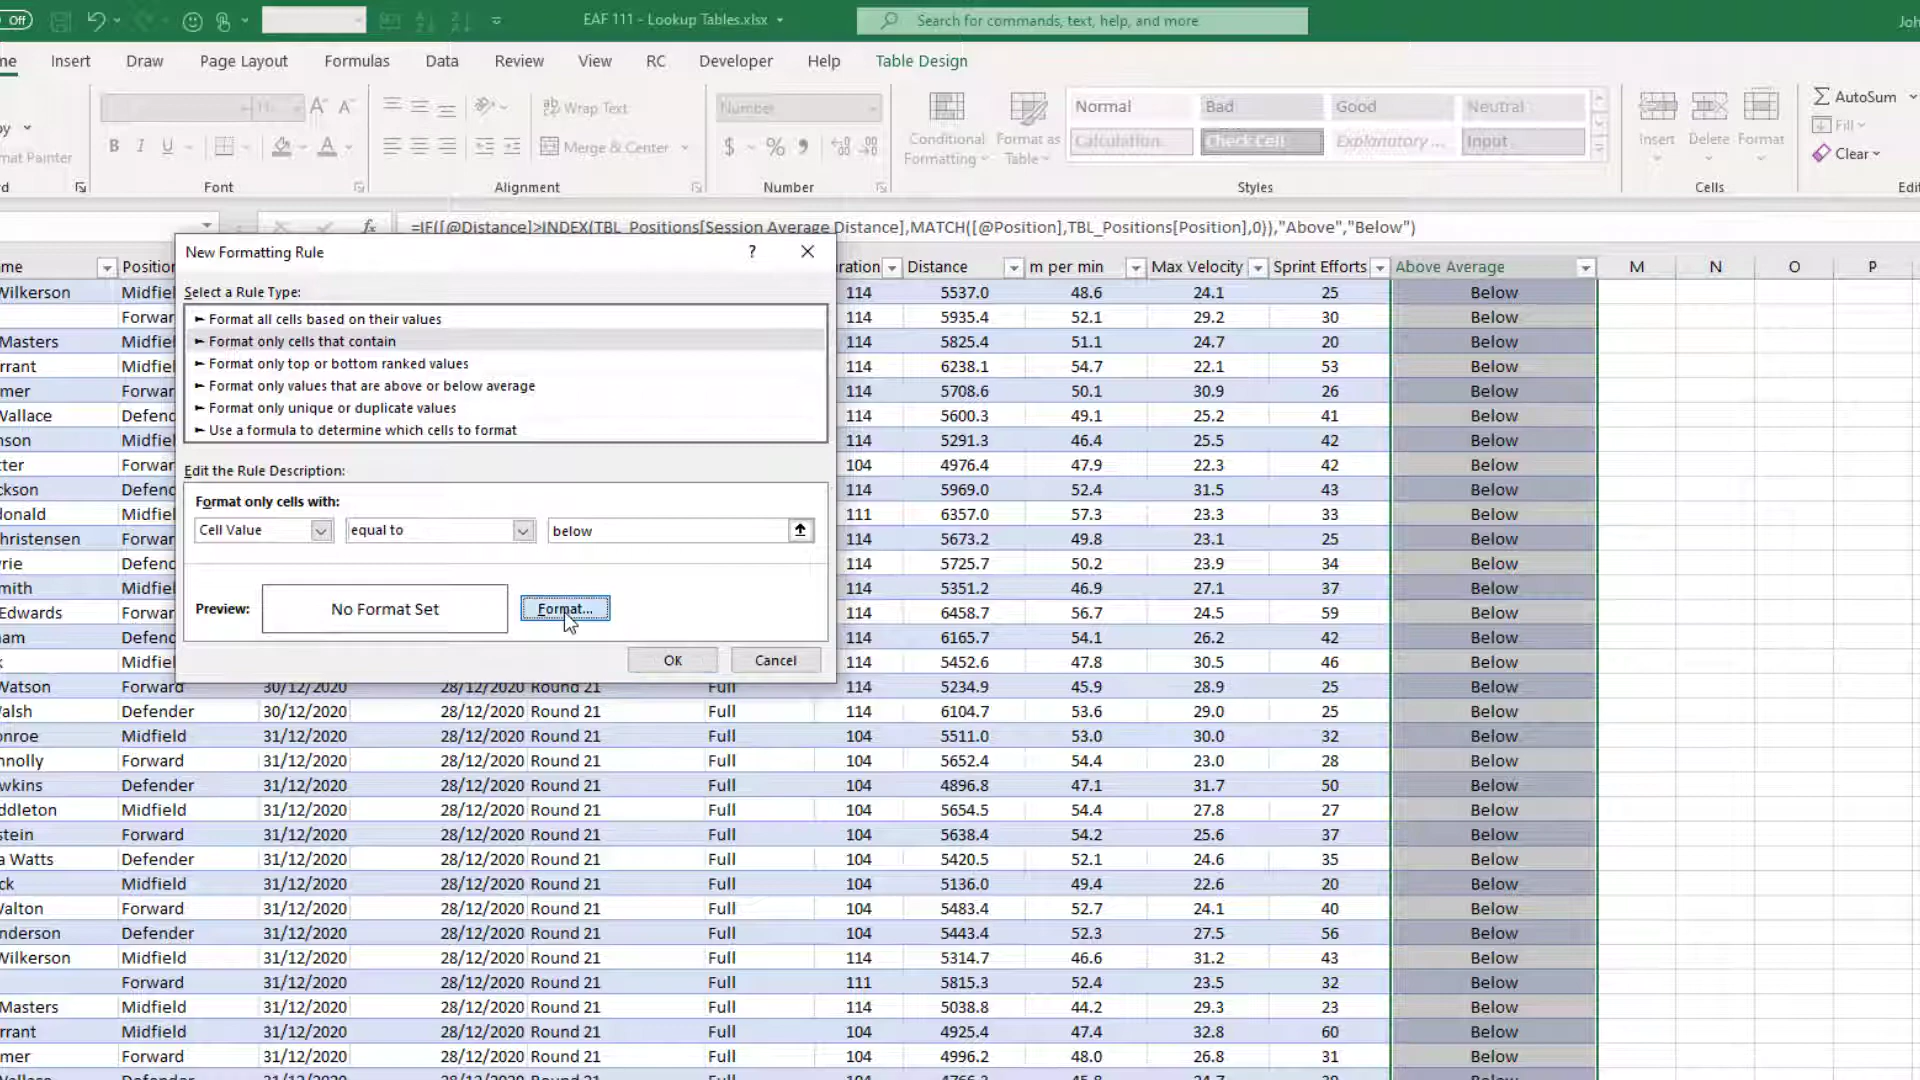 Off
EAF 111 - Lookup Tables.xlsx
Search for commands, text, help, and more
Joh
me Insert Draw Page Layout Formulas Data Review View RC Developer Help Table Design
Wrap Text Number Conditional Formatting Format as Table Normal Bad Good Neutral Insert Delete Format AutoSum
B I U Merge & Center $ % Calculation Check Cell Explanatory ... Input Fill
mat Painter Clear
Font Alignment Number Styles Cells Edit
fx =IF([@Distance]>INDEX(TBL_Positions[Session Average Distance],MATCH([@Position],TBL_Positions[Position],0)),"Above","Below")
New Formatting Rule ? ×
Select a Rule Type:
► Format all cells based on their values
► Format only cells that contain
► Format only top or bottom ranked values
► Format only values that are above or below average
► Format only unique or duplicate values
► Use a formula to determine which cells to format
Edit the Rule Description:
Format only cells with:
Cell Value equal to below
Preview: No Format Set Format...
OK Cancel
me Position uration Distance m per min Max Velocity Sprint Efforts Above Average M N O P
Wilkerson Midfiel 114 5537.0 48.6 24.1 25 Below
Forwar 114 5935.4 52.1 29.2 30 Below
Masters Midfiel 114 5825.4 51.1 24.7 20 Below
rrant Midfiel 114 6238.1 54.7 22.1 53 Below
mer Forwar 114 5708.6 50.1 30.9 26 Below
Wallace Defend 114 5600.3 49.1 25.2 41 Below
nson Midfiel 114 5291.3 46.4 25.5 42 Below
tter Forwar 104 4976.4 47.9 22.3 42 Below
ckson Defend 114 5969.0 52.4 31.5 43 Below
donald Midfiel 111 6357.0 57.3 23.3 33 Below
hristensen Forwar 114 5673.2 49.8 23.1 25 Below
rie Defend 114 5725.7 50.2 23.9 34 Below
mith Midfiel 114 5351.2 46.9 27.1 37 Below
Edwards Forwar 114 6458.7 56.7 24.5 59 Below
am Defend 114 6165.7 54.1 26.2 42 Below
k Midfiel 114 5452.6 47.8 30.5 46 Below
Watson Forward 30/12/2020 28/12/2020 Round 21 Full 114 5234.9 45.9 28.9 25 Below
alsh Defender 31/12/2020 28/12/2020 Round 21 Full 114 6104.7 53.6 29.0 25 Below
onroe Midfield 31/12/2020 28/12/2020 Round 21 Full 104 5511.0 53.0 30.0 32 Below
nnolly Forward 31/12/2020 28/12/2020 Round 21 Full 104 5652.4 54.4 23.0 28 Below
wkins Defender 31/12/2020 28/12/2020 Round 21 Full 104 4896.8 47.1 31.7 50 Below
ddleton Midfield 31/12/2020 28/12/2020 Round 21 Full 104 5654.5 54.4 27.8 27 Below
stein Forward 31/12/2020 28/12/2020 Round 21 Full 104 5638.4 54.2 25.6 37 Below
a Watts Defender 31/12/2020 28/12/2020 Round 21 Full 104 5420.5 52.1 24.6 35 Below
ck Midfield 31/12/2020 28/12/2020 Round 21 Full 104 5136.0 49.4 22.6 20 Below
Walton Forward 31/12/2020 28/12/2020 Round 21 Full 104 5483.4 52.7 24.1 40 Below
nderson Defender 31/12/2020 28/12/2020 Round 21 Full 104 5443.4 52.3 27.5 56 Below
Wilkerson Midfield 31/12/2020 28/12/2020 Round 21 Full 114 5314.7 46.6 31.2 43 Below
Forward 31/12/2020 28/12/2020 Round 21 Full 111 5815.3 52.4 23.5 32 Below
Masters Midfield 31/12/2020 28/12/2020 Round 21 Full 114 5038.8 44.2 29.3 23 Below
rrant Midfield 31/12/2020 28/12/2020 Round 21 Full 104 4925.4 47.4 32.8 60 Below
mer Forward 31/12/2020 28/12/2020 Round 21 Full 104 4996.2 48.0 26.8 31 Below